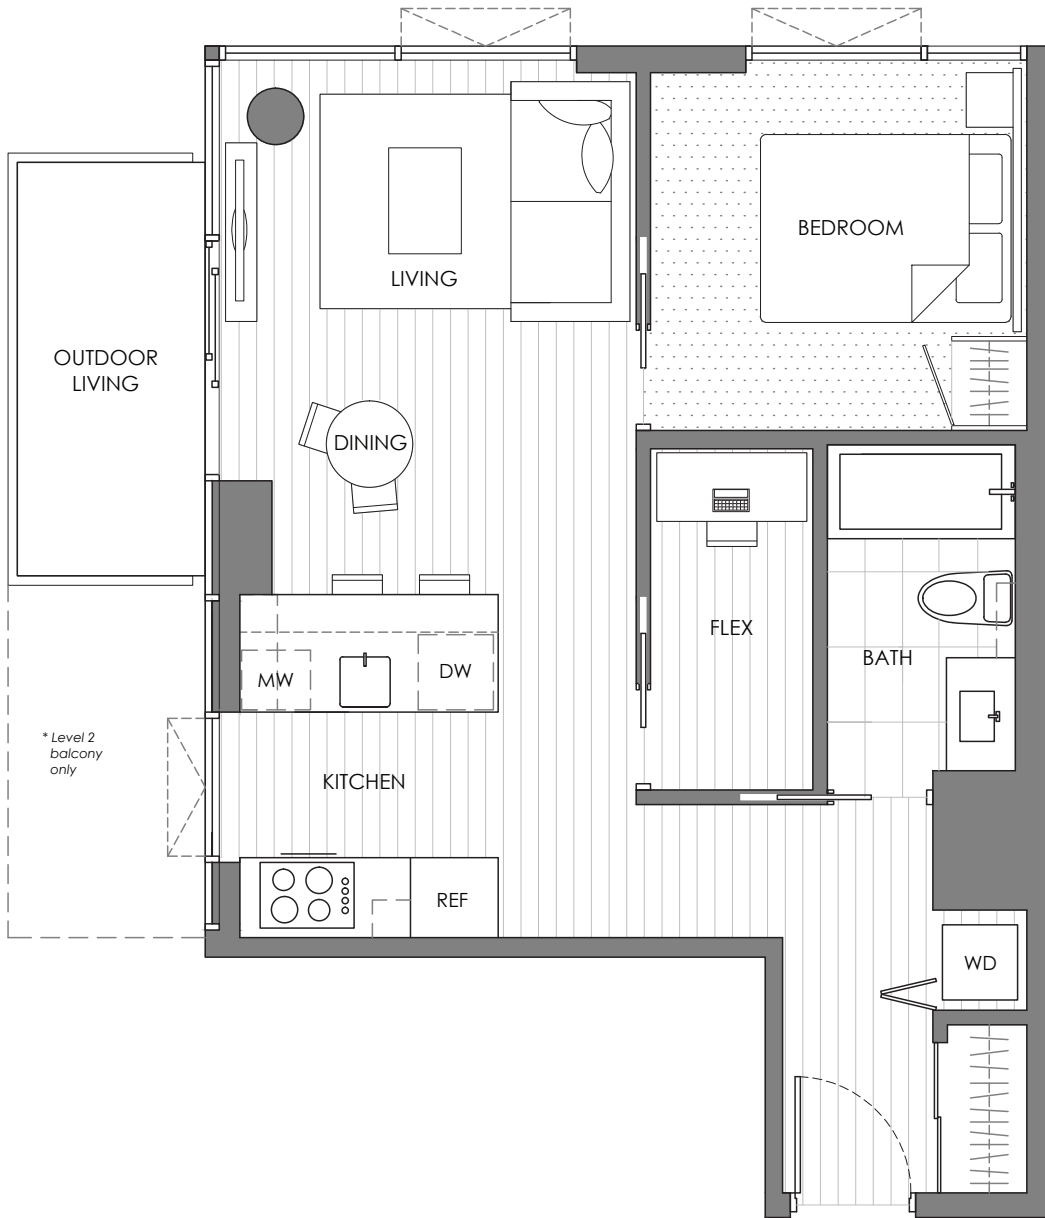 BEDROOM
LIVING
OUTDOOR
LIVING
DINING
FLEX
BATH
MW
DW
* Level 2
balcony
only
KITCHEN
REF
WD